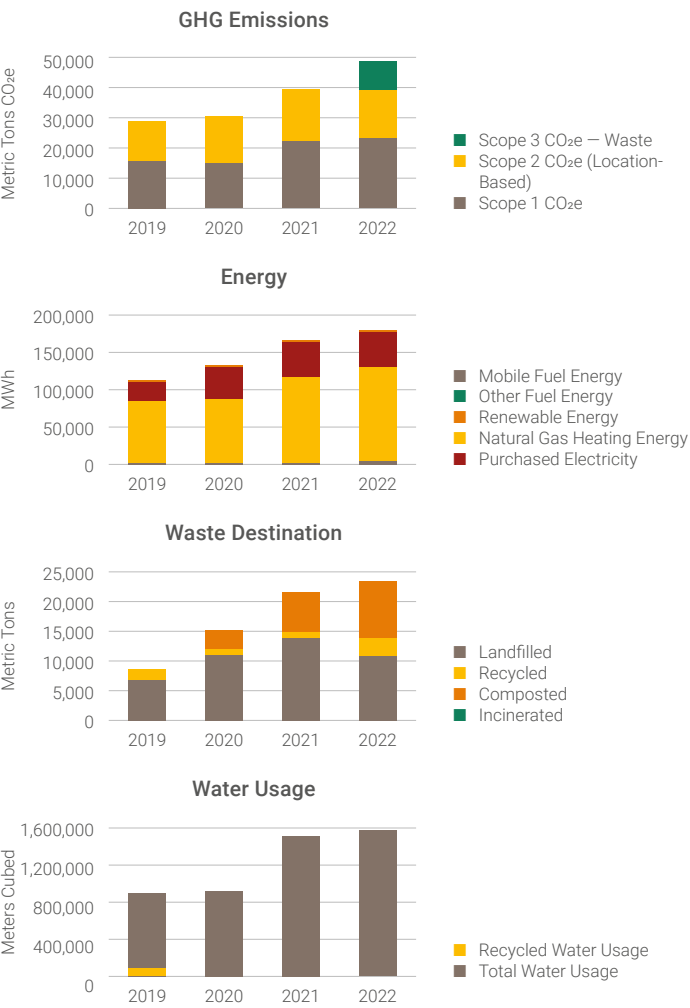 GHG Emissions
Metric Tons CO₂e
50,000
40,000
30,000
20,000
10,000
0
2019 2020 2021 2022
Scope 3 CO₂e — Waste
Scope 2 CO₂e (Location-
Based)
Scope 1 CO₂e
Energy
MWh
200,000
150,000
100,000
50,000
0
2019 2020 2021 2022
Mobile Fuel Energy
Other Fuel Energy
Renewable Energy
Natural Gas Heating Energy
Purchased Electricity
Waste Destination
Metric Tons
25,000
20,000
15,000
10,000
5,000
0
2019 2020 2021 2022
Landfilled
Recycled
Composted
Incinerated
Water Usage
Meters Cubed
1,600,000
1,200,000
800,000
400,000
0
2019 2020 2021 2022
Recycled Water Usage
Total Water Usage